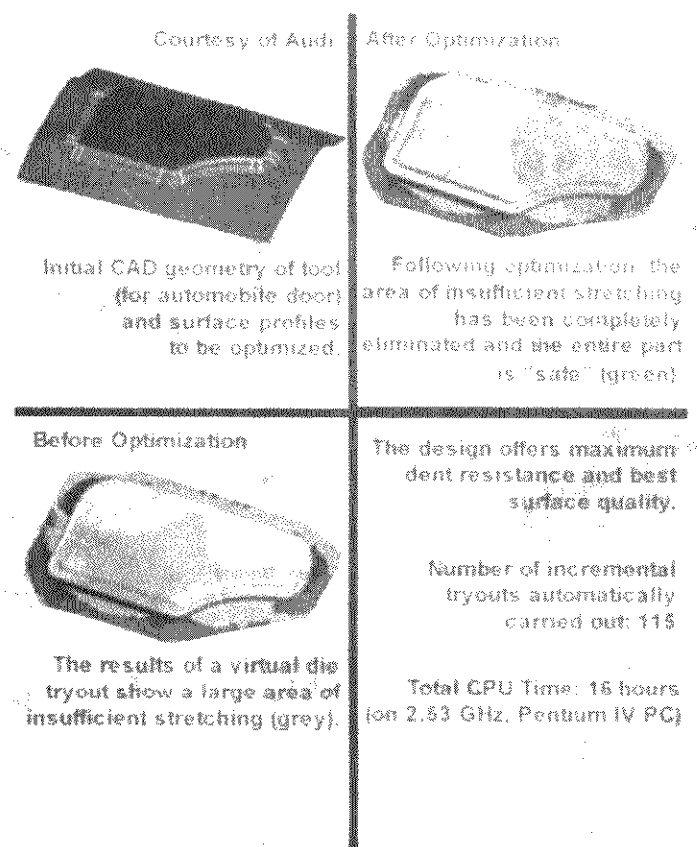 Courtesy of Audi
Initial CAD geometry of tool
(for automobile door)
and surface profiles
to be optimized.
After Optimization
Following optimization, the
area of insufficient stretching
has been completely
eliminated and the entire part
is "safe" (green)
Before Optimization
The results of a virtual die
tryout show a large area of
insufficient stretching (grey).
The design offers maximum
dent resistance and best
surface quality.
Number of incremental
tryouts automatically
carried out: 115
Total CPU Time: 16 hours
(on 2.53 GHz, Pentium IV PC)